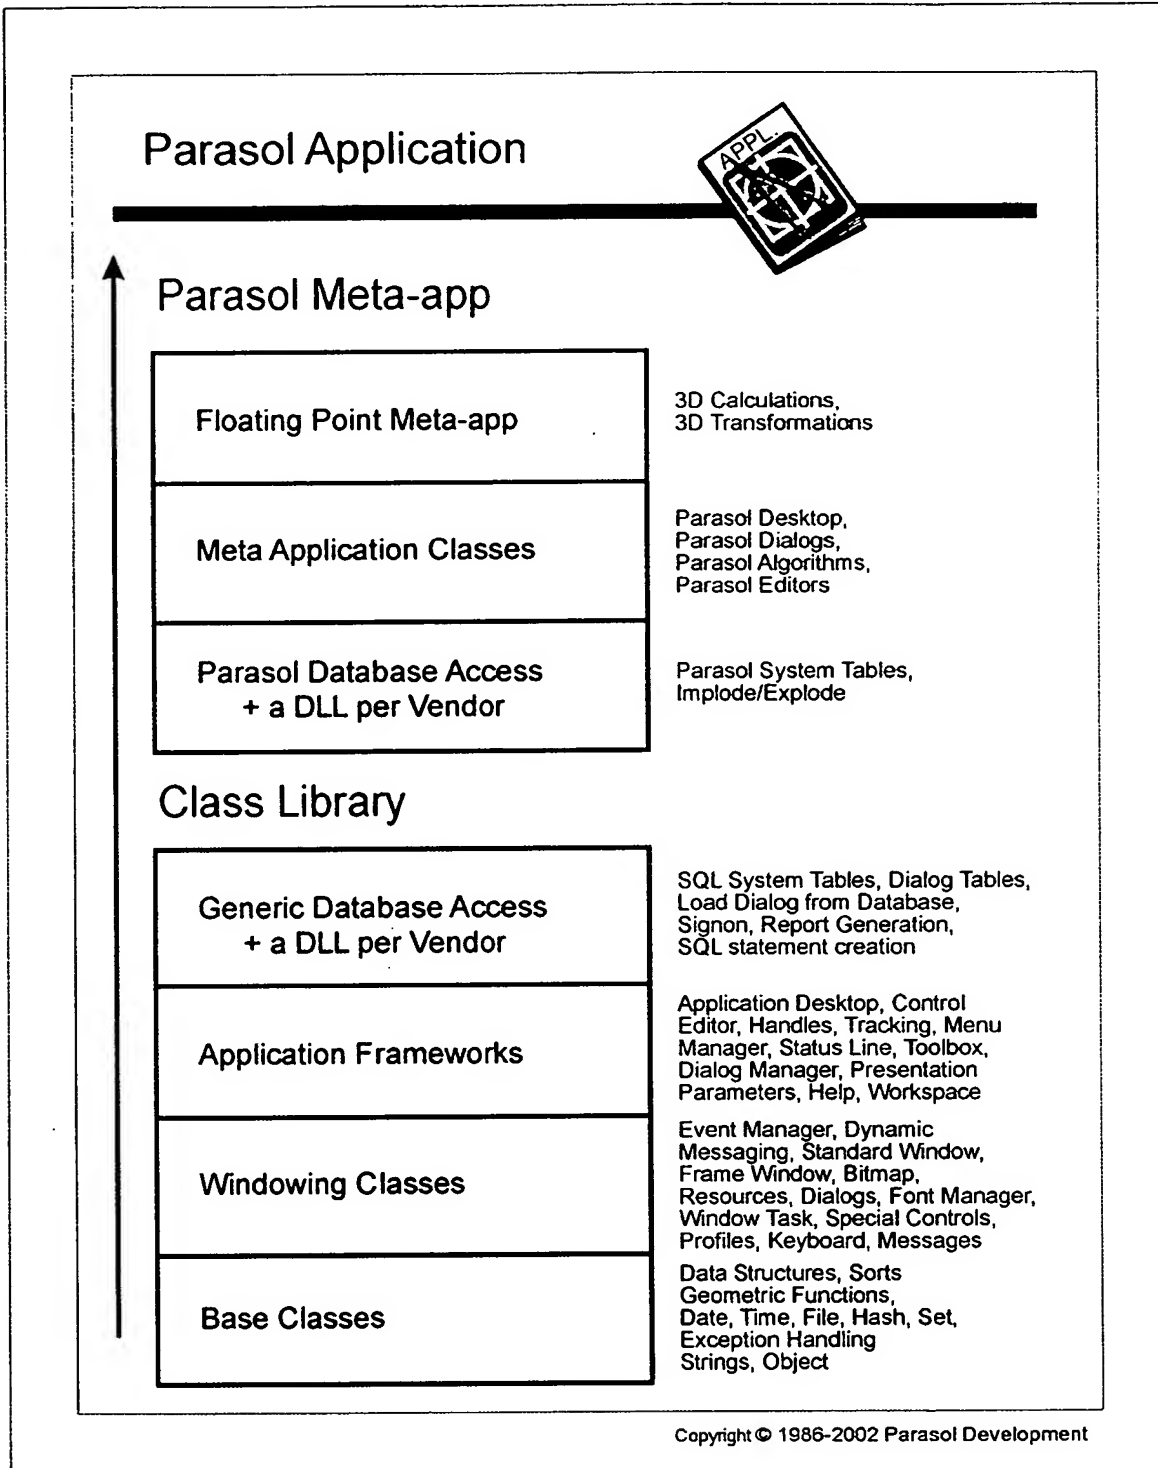 Parasol Application
APPL.
Parasol Meta-app
Floating Point Meta-app
3D Calculations,
3D Transformations
Meta Application Classes
Parasol Desktop,
Parasol Dialogs,
Parasol Algorithms,
Parasol Editors
Parasol Database Access
+ a DLL per Vendor
Parasol System Tables,
Implode/Explode
Class Library
Generic Database Access
+ a DLL per Vendor
SQL System Tables, Dialog Tables,
Load Dialog from Database,
Signon, Report Generation,
SQL statement creation
Application Frameworks
Application Desktop, Control
Editor, Handles, Tracking, Menu
Manager, Status Line, Toolbox,
Dialog Manager, Presentation
Parameters, Help, Workspace
Windowing Classes
Event Manager, Dynamic
Messaging, Standard Window,
Frame Window, Bitmap,
Resources, Dialogs, Font Manager,
Window Task, Special Controls,
Profiles, Keyboard, Messages
Base Classes
Data Structures, Sorts
Geometric Functions,
Date, Time, File, Hash, Set,
Exception Handling
Strings, Object
Copyright © 1986-2002 Parasol Development